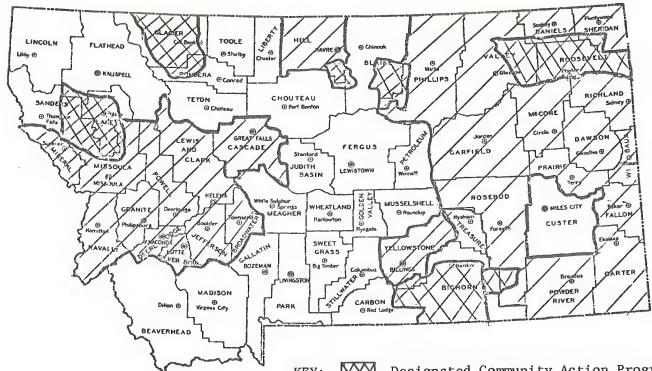 LINCOLN
Libby
FLATHEAD
KALISPELL
GLACIER
Cut Bank
TOOLE
Shelby
LIBERTY
Chester
HILL
HAVRE
Chinook
BLAINE
PHILLIPS
Malta
VALLEY
DANIELS
Scobey
SHERIDAN
Plentywood
ROOSEVELT
PONDERA
Conrad
TETON
Choteau
CHOUTEAU
Fort Benton
SANDERS
Thompson
Falls
LAKE
MINERAL
MISSOULA
MISSOULA
LEWIS
AND
CLARK
CASCADE
GREAT FALLS
JUDITH
BASIN
Stanford
FERGUS
LEWISTOWN
PETROLEUM
Winnett
GARFIELD
Jordan
McCONE
Circle
RICHLAND
Sidney
DAWSON
Glendive
WIBAUX
PRAIRIE
Terry
POWELL
Deerlodge
GRANITE
Philipsburg
HELENA
Boulder
JEFFERSON
Townsend
BROADWATER
White Sulphur
Springs
MEAGHER
WHEATLAND
Harlowton
GOLDEN
VALLEY
Ryegate
MUSSELSHELL
Roundup
TREASURE
Hysham
ROSEBUD
Forsyth
MILES CITY
CUSTER
Baker
FALLON
Ekalaka
CARTER
POWDER
RIVER
Broadus
RAVALLI
Hamilton
DEER LODGE
ANACONDA
BUTTE
SILVER BOW
GALLATIN
BOZEMAN
PARK
LIVINGSTON
SWEET
GRASS
Big Timber
STILLWATER
Columbus
YELLOWSTONE
BILLINGS
BIGHORN
Hardin
CARBON
Red Lodge
MADISON
Virginia City
BEAVERHEAD
Dillon
KEY:
Designated Community Action Progr